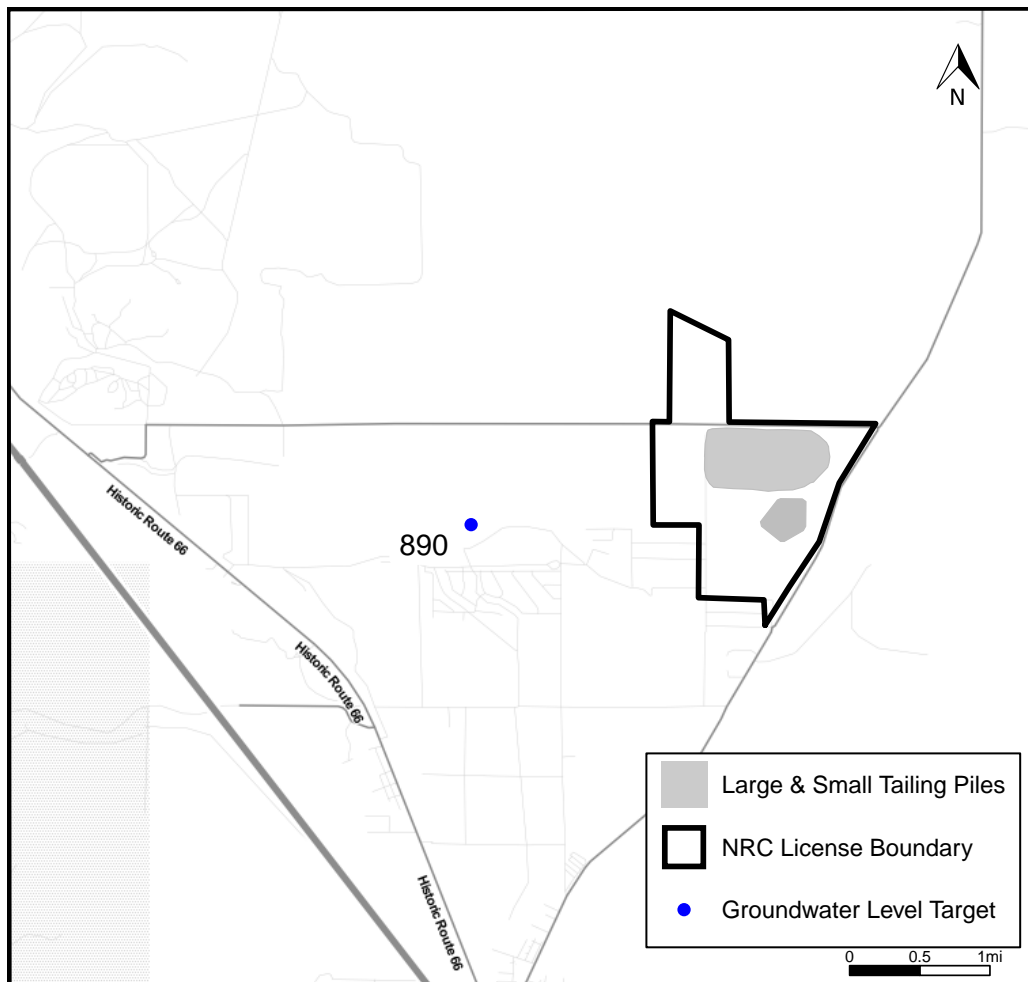 N
Historic Route 66
890
Historic Route 66
Large & Small Tailing Piles
NRC License Boundary
Historic Route 66
Groundwater Level Target
0 0.5 1mi